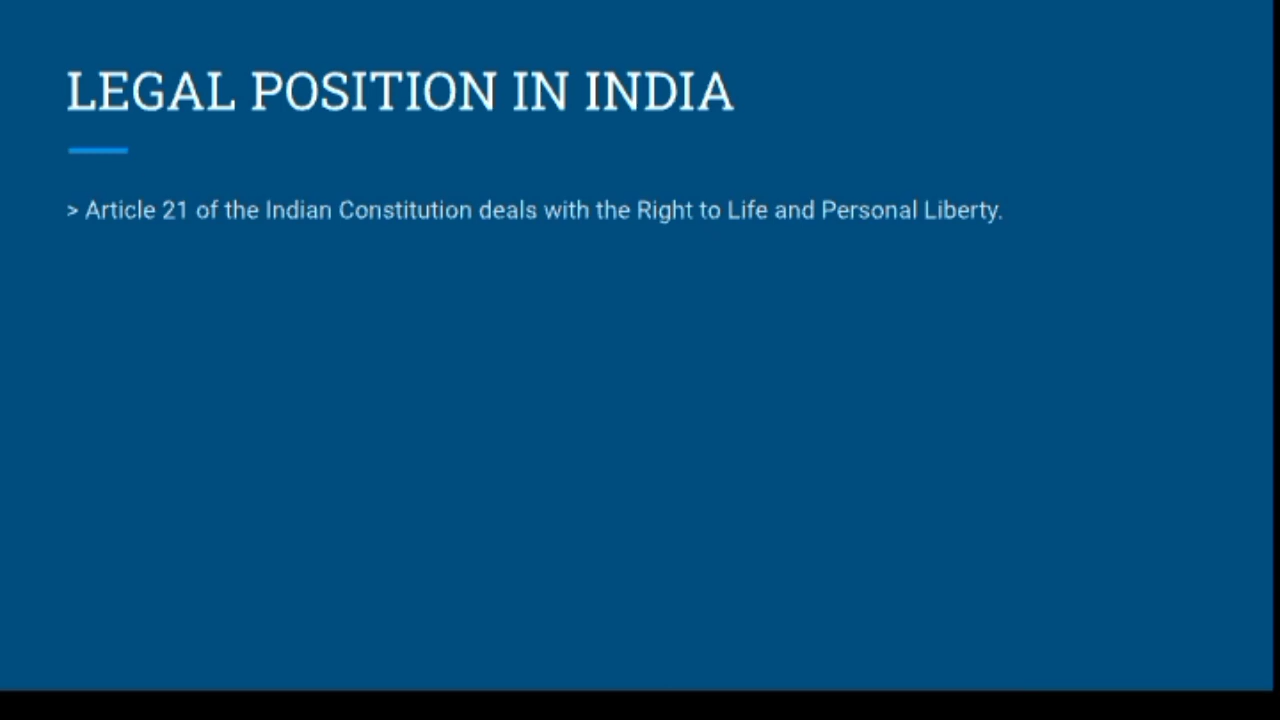 LEGAL POSITION IN INDIA
> Article 21 of the Indian Constitution deals with the Right to Life and Personal Liberty.